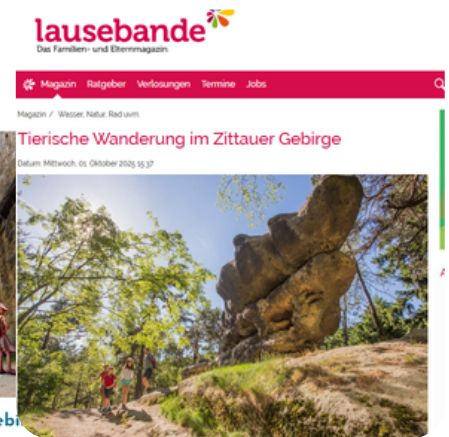 lausebande
Das Familien- und Elternmagazin
Magazin Ratgeber Verlosungen Termine Jobs
Magazin / Wasser, Natur, Rad uvm.
Tierische Wanderung im Zittauer Gebirge
Datum: Mittwoch, 01. Oktober 2025 15:37